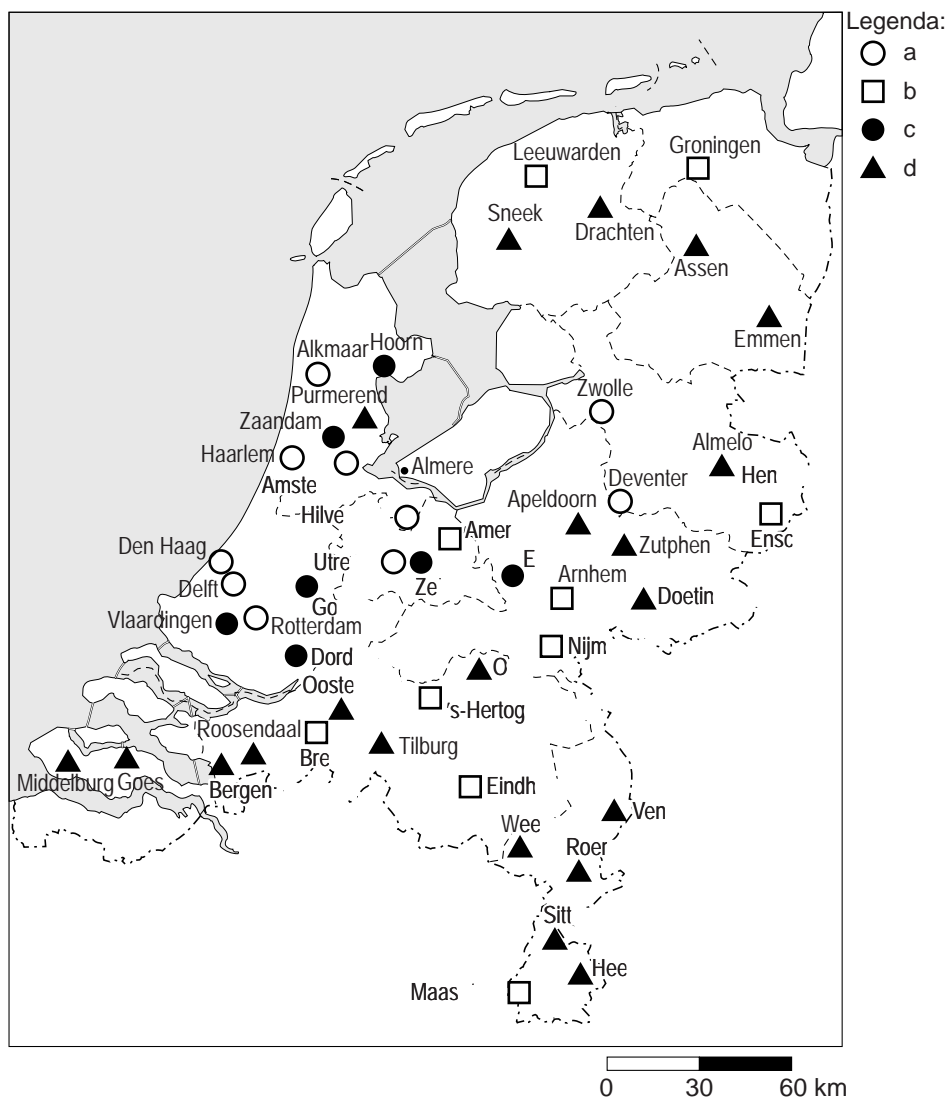 Legenda:
a
b
c
d
Leeuwarden
Groningen
Sneek
Drachten
Assen
Emmen
Alkmaar
Hoorn
Purmerend
Zaandam
Haarlem
Amste
Almere
Zwolle
Almelo
Hen
Deventer
Apeldoorn
Ensc
Zutphen
Hilve
Amer
Den Haag
Utre
Ze
E
Delft
Go
Arnhem
Doetin
Vlaardingen
Rotterdam
Nijm
Dord
O
Ooste
's-Hertog
Roosendaal
Bre
Tilburg
Middelburg
Goes
Bergen
Eindh
Ven
Wee
Roer
Sitt
Hee
Maas
0 30 60 km